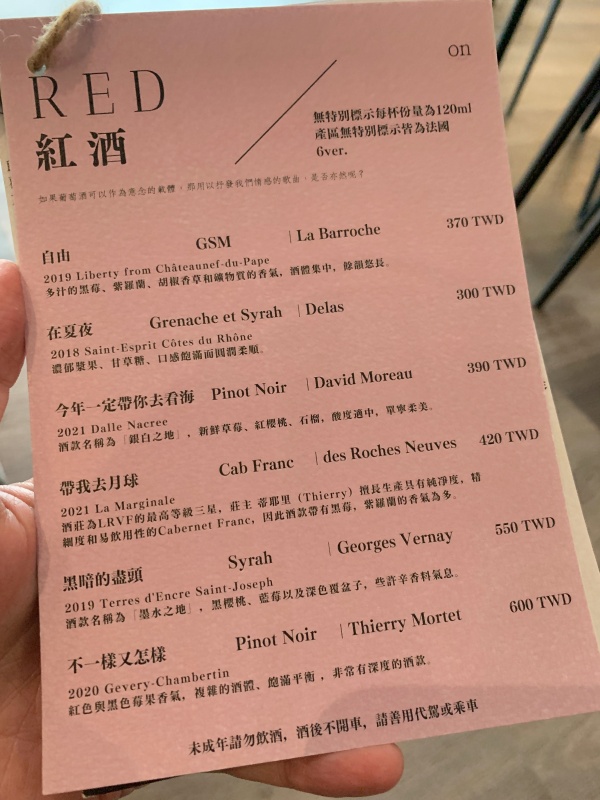 on
RED
紅酒
無特別標示每杯份量為120ml
產區無特別標示皆為法國
6ver.
如果葡萄酒可以作為意念的載體，那用以抒發我們情感的歌曲，是否亦然呢？
自由 GSM | La Barroche 370 TWD
2019 Liberty from Châteaunef-du-Pape
多汁的黑莓、紫羅蘭、胡椒香草和礦物質的香氣，酒體集中，餘韻悠長。
在夏夜 Grenache et Syrah | Delas 300 TWD
2018 Saint-Esprit Côtes du Rhône
濃郁漿果、甘草糖、口感飽滿而圓潤柔順。
今年一定帶你去看海 Pinot Noir | David Moreau 390 TWD
2021 Dalle Nacree
酒款名稱為「銀白之地」，新鮮草莓、紅櫻桃、石榴，酸度適中，單寧柔美。
帶我去月球 Cab Franc | des Roches Neuves 420 TWD
2021 La Marginale
酒莊為LRVF的最高等級三星，莊主 蒂耶里 (Thierry) 擅長生產具有純淨度，精
細度和易飲用性的Cabernet Franc，因此酒款帶有黑莓，紫羅蘭的香氣為多。
黑暗的盡頭 Syrah | Georges Vernay 550 TWD
2019 Terres d'Encre Saint-Joseph
酒款名稱為「墨水之地」，黑櫻桃、藍莓以及深色覆盆子，些許辛香料氣息。
不一樣又怎樣 Pinot Noir | Thierry Mortet 600 TWD
2020 Gevery-Chambertin
紅色與黑色莓果香氣，複雜的酒體、飽滿平衡，非常有深度的酒款。
未成年請勿飲酒，酒後不開車，請善用代駕或乘車